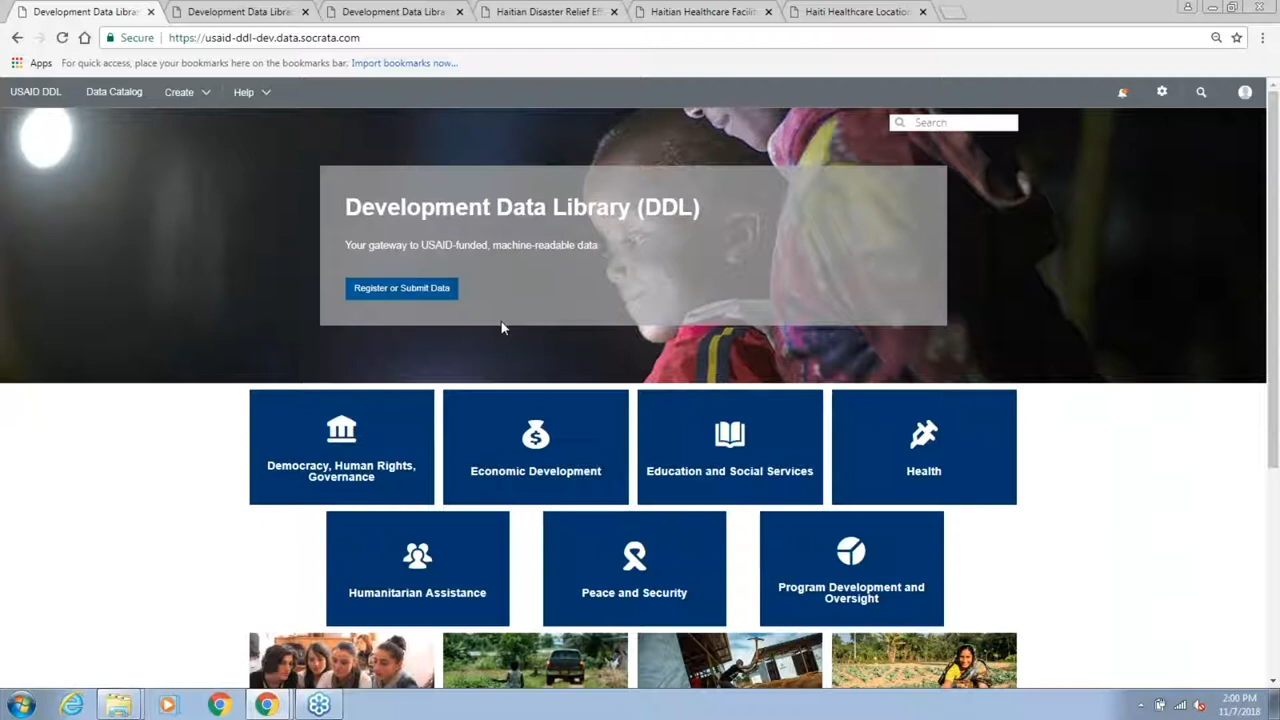 Development Data Libra
Development Data Libra
Development Data Libra
Haitian Disaster Relief Ef
Haitian Healthcare Facili
Haiti Healthcare Location
Secure https://usaid-ddl-dev.data.socrata.com
Apps For quick access, place your bookmarks here on the bookmarks bar. Import bookmarks now...
USAID DDL Data Catalog Create Help
Search
Development Data Library (DDL)
Your gateway to USAID-funded, machine-readable data
Register or Submit Data
Democracy, Human Rights,
Governance
Economic Development
Education and Social Services
Health
Humanitarian Assistance
Peace and Security
Program Development and
Oversight
2:00 PM
11/7/2018